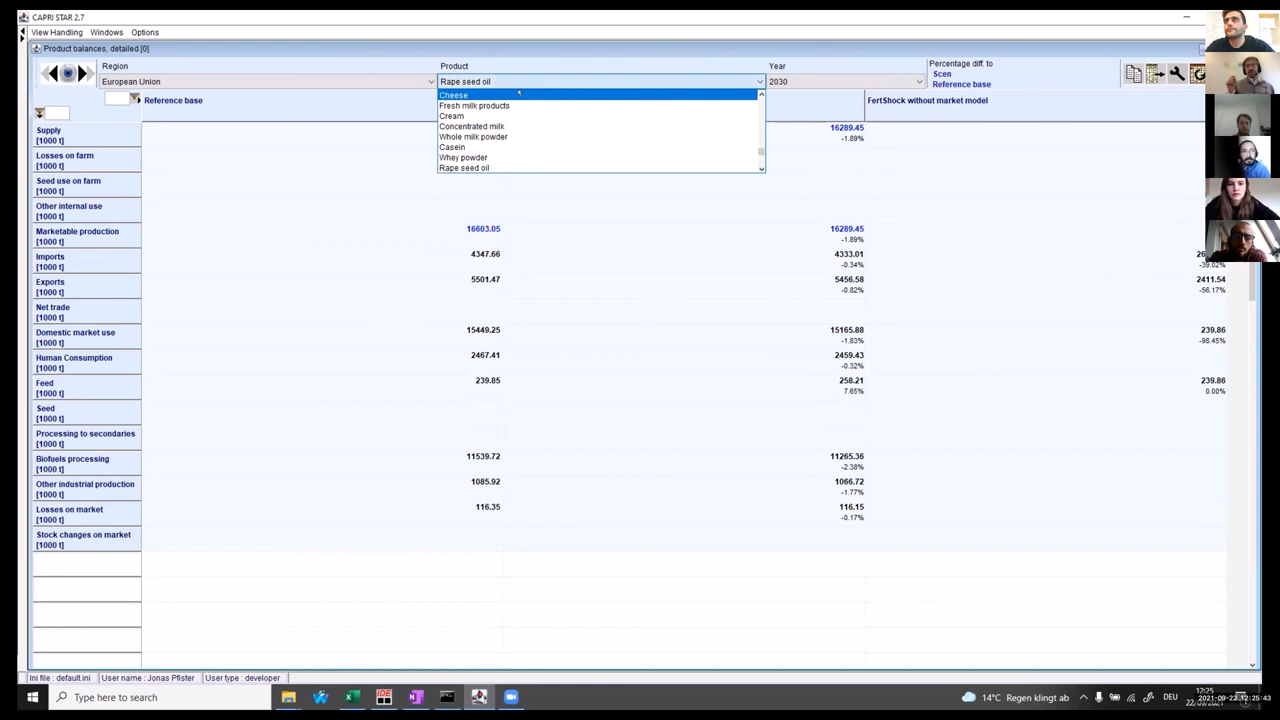 CAPRI STAR 2.7
View Handling Windows Options
Product balances, detailed [0]
Region Product Year Percentage diff. to
Scen
European Union Rape seed oil 2030 Reference base
Reference base FertShock without market model
Cheese
Fresh milk products
Cream
Concentrated milk
Whole milk powder
Casein
Whey powder
Rape seed oil
Supply 16289.45
[1000 t] -1.89%
Losses on farm
[1000 t]
Seed use on farm
[1000 t]
Other internal use
[1000 t]
Marketable production 16603.05 16289.45
[1000 t] -1.89%
Imports 4347.66 4333.01
[1000 t] -0.34% -39.02%
Exports 5501.47 5456.58 2411.54
[1000 t] -0.82% -56.17%
Net trade
[1000 t]
Domestic market use 15449.25 15165.88 239.86
[1000 t] -1.83% -98.45%
Human Consumption 2467.41 2459.43
[1000 t] -0.32%
Feed 239.85 258.21 239.86
[1000 t] 7.65% 0.00%
Seed
[1000 t]
Processing to secondaries
[1000 t]
Biofuels processing 11539.72 11265.36
[1000 t] -2.38%
Other industrial production 1085.92 1066.72
[1000 t] -1.77%
Losses on market 116.35 116.15
[1000 t] -0.17%
Stock changes on market
[1000 t]
Ini file : default.ini User name : Jonas Pfister User type : developer
Type here to search 14°C Regen klingt ab DEU 12:25
2021-09-22 12:25:43